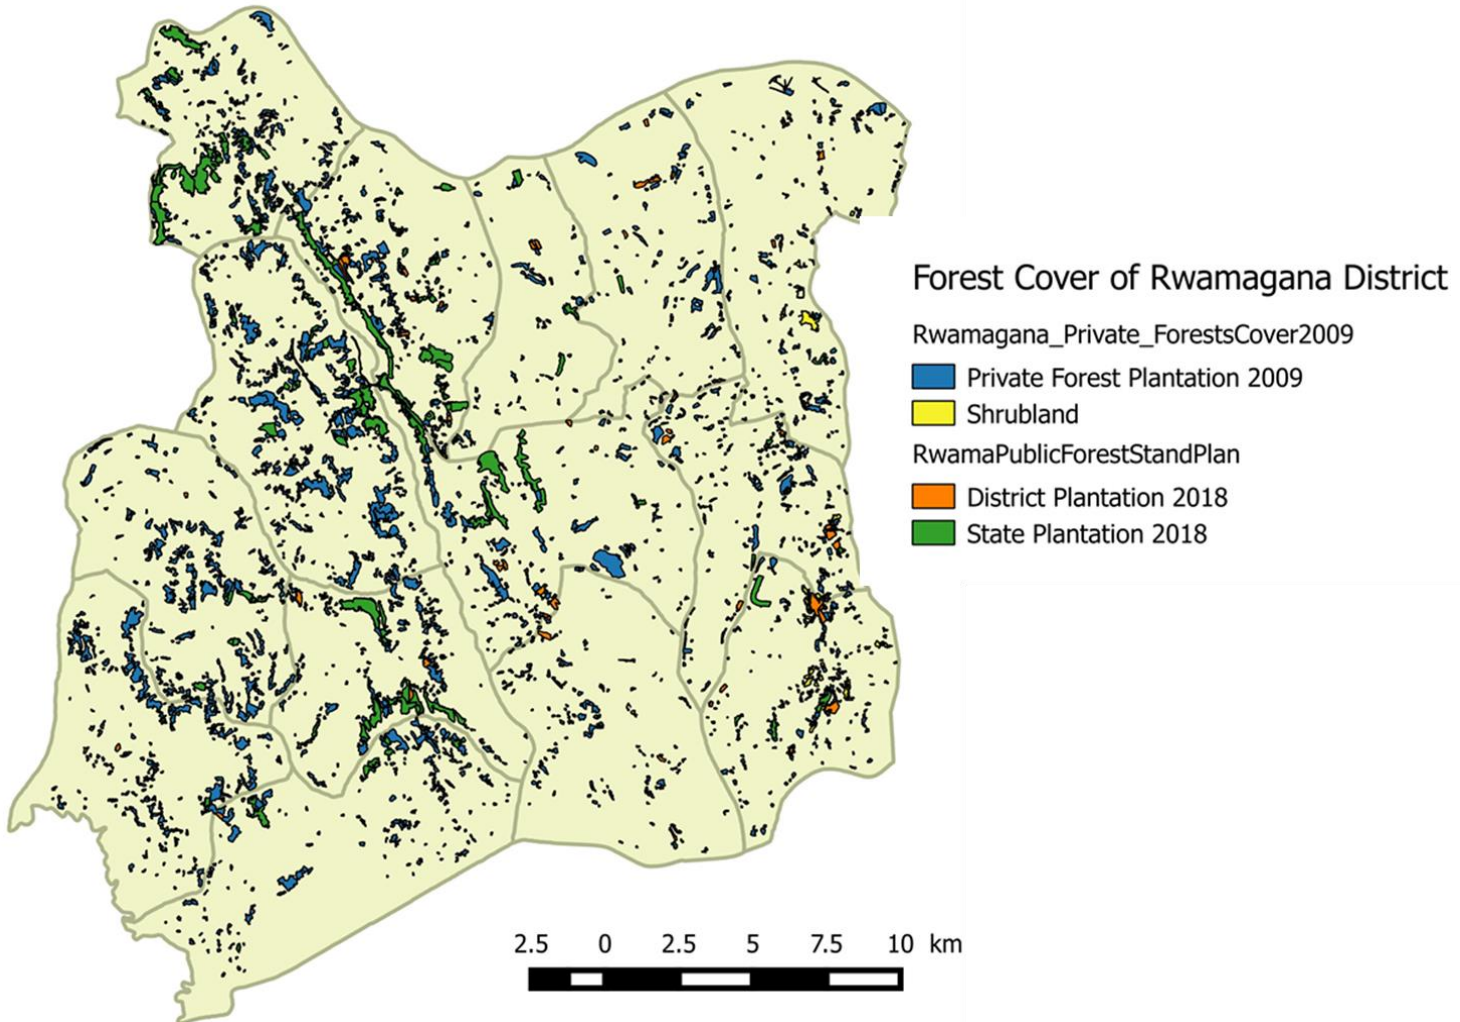 Forest Cover of Rwamagana District
Rwamagana_Private_ForestsCover2009
Private Forest Plantation 2009
Shrubland
RwamaPublicForestStandPlan
District Plantation 2018
State Plantation 2018
2.5 0 2.5 5 7.5 10 km